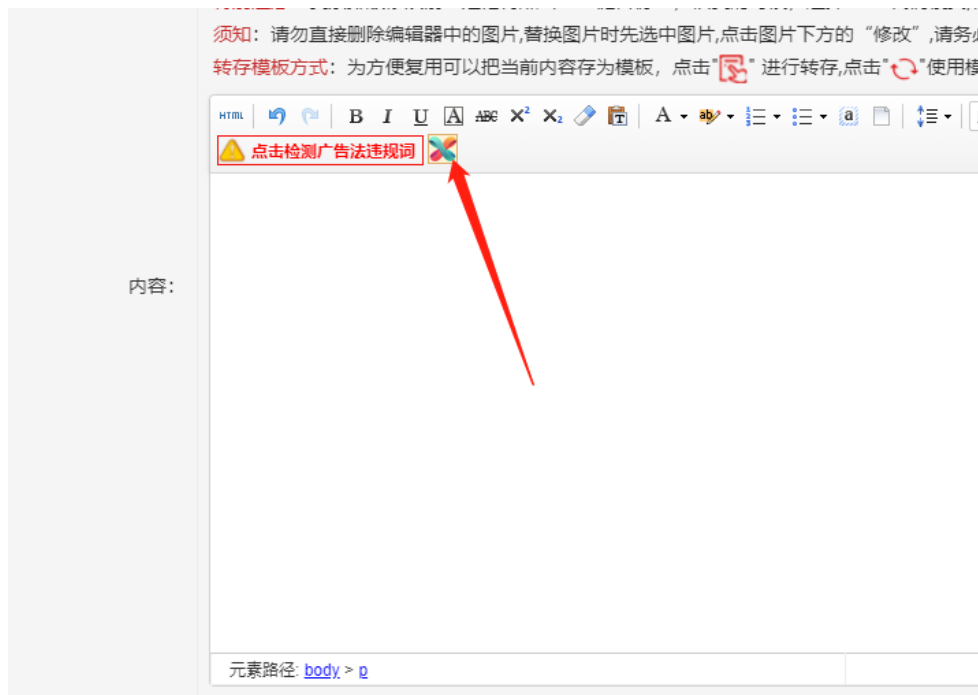 须知：请勿直接删除编辑器中的图片,替换图片时先选中图片,点击图片下方的“修改”,请务
转存模板方式：为方便复用可以把当前内容存为模板，点击" " 进行转存,点击" "使用模
HTML B I U A ABC X² X₂ T A ab a
点击检测广告法违规词
内容：
元素路径: body > p